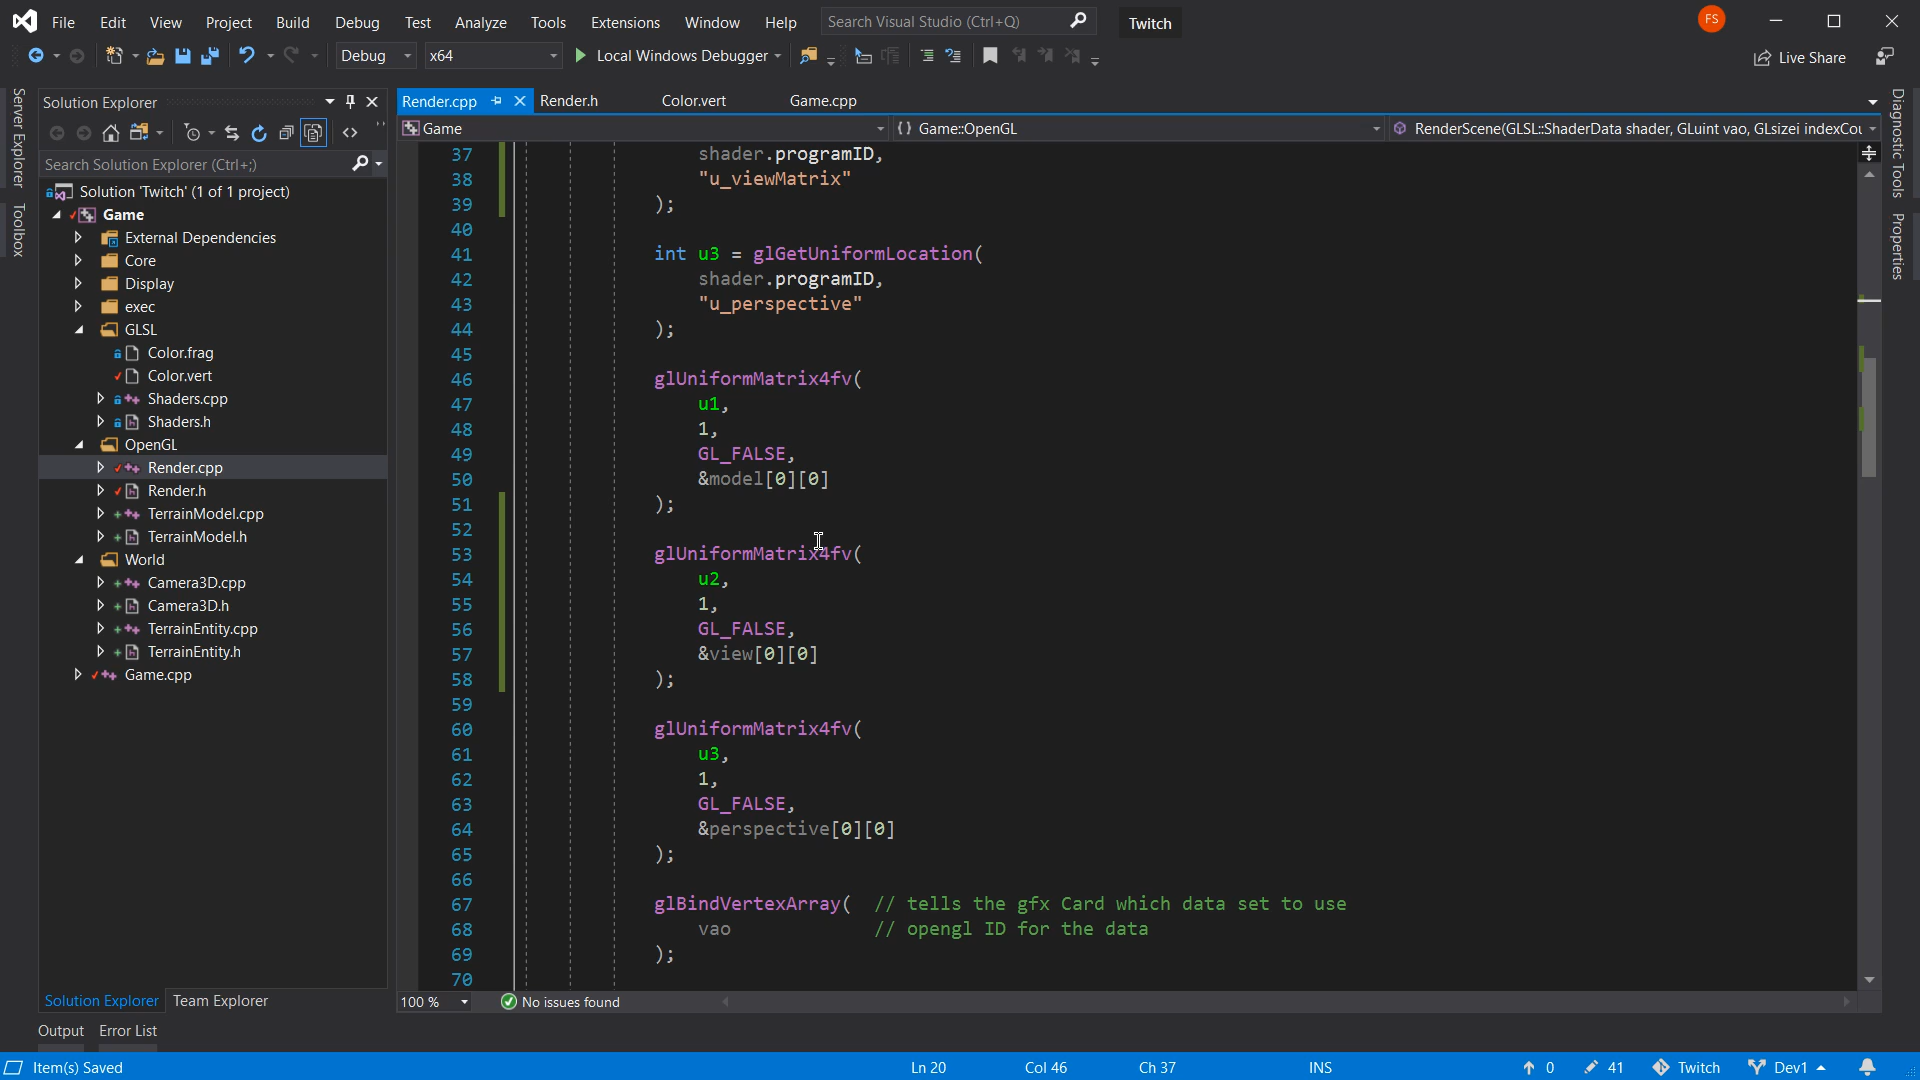 File Edit View Project Build Debug Test Analyze Tools Extensions Window Help Search Visual Studio (Ctrl+Q) Twitch FS
Debug x64 Local Windows Debugger Live Share
Server Explorer
Toolbox
Solution Explorer
Search Solution Explorer (Ctrl+;)
Solution 'Twitch' (1 of 1 project)
Game
External Dependencies
Core
Display
exec
GLSL
Color.frag
Color.vert
Shaders.cpp
Shaders.h
OpenGL
Render.cpp
Render.h
TerrainModel.cpp
TerrainModel.h
World
Camera3D.cpp
Camera3D.h
TerrainEntity.cpp
TerrainEntity.h
Game.cpp
Solution Explorer Team Explorer
Render.cpp Render.h Color.vert Game.cpp
Game {} Game::OpenGL RenderScene(GLSL::ShaderData shader, GLuint vao, GLsizei indexCou
37 shader.programID,
38 "u_viewMatrix"
39 );
40
41 int u3 = glGetUniformLocation(
42 shader.programID,
43 "u_perspective"
44 );
45
46 glUniformMatrix4fv(
47 u1,
48 1,
49 GL_FALSE,
50 &model[0][0]
51 );
52
53 glUniformMatrix4fv(
54 u2,
55 1,
56 GL_FALSE,
57 &view[0][0]
58 );
59
60 glUniformMatrix4fv(
61 u3,
62 1,
63 GL_FALSE,
64 &perspective[0][0]
65 );
66
67 glBindVertexArray( // tells the gfx Card which data set to use
68 vao // opengl ID for the data
69 );
70
100 % No issues found
Diagnostic Tools
Properties
Output Error List
Item(s) Saved Ln 20 Col 46 Ch 37 INS 0 41 Twitch Dev1